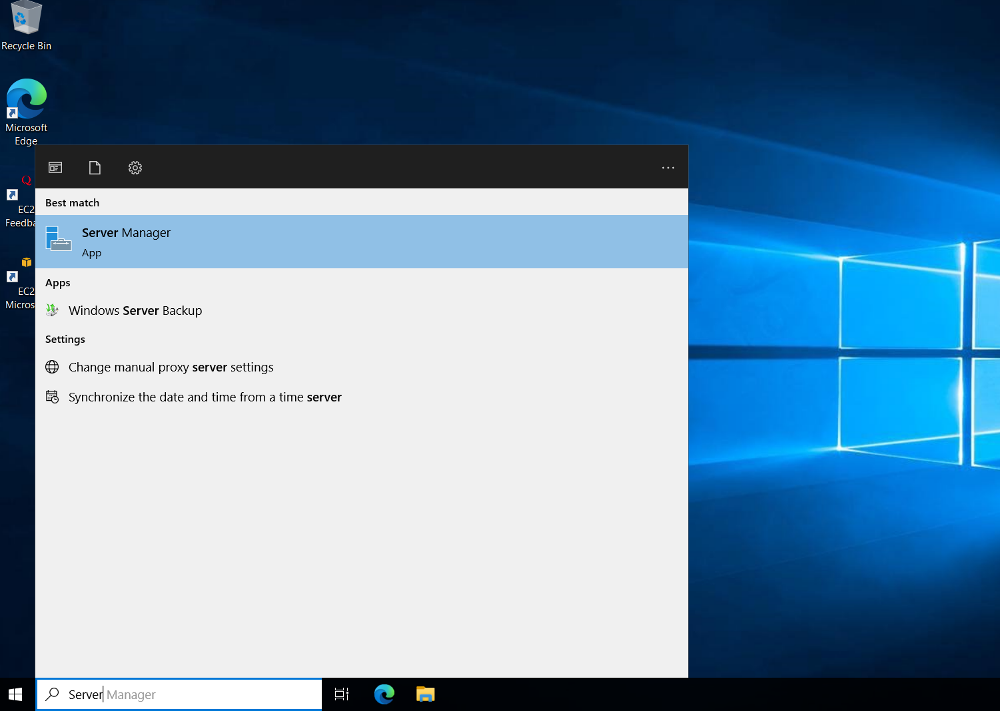 Recycle Bin
Microsoft
Edge
EC2
Feedba
EC2
Micros
Best match
Server Manager
App
Apps
Windows Server Backup
Settings
Change manual proxy server settings
Synchronize the date and time from a time server
Server Manager